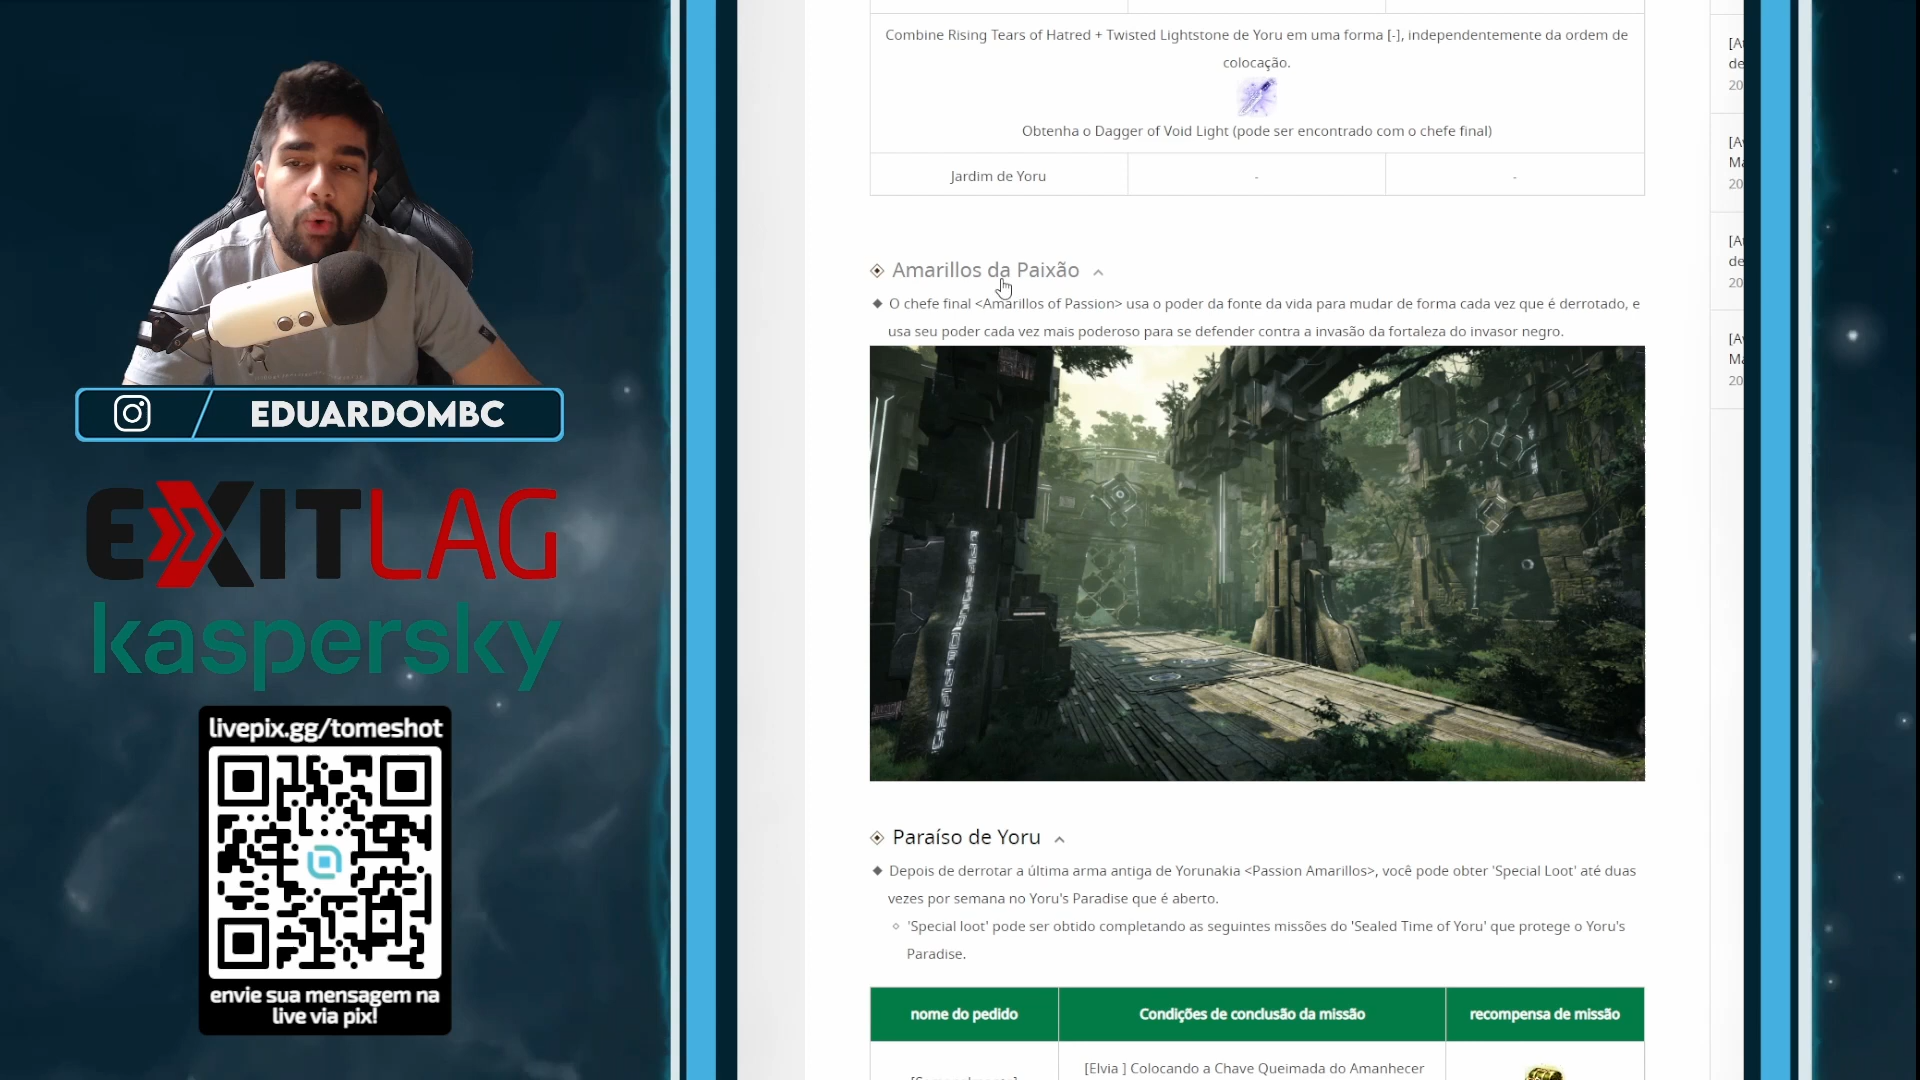 Combine Rising Tears of Hatred + Twisted Lightstone de Yoru em uma forma [-], independentemente da ordem de
colocação.
Obtenha o Dagger of Void Light (pode ser encontrado com o chefe final)
Jardim de Yoru - -
Amarillos da Paixão
O chefe final <Amarillos of Passion> usa o poder da fonte da vida para mudar de forma cada vez que é derrotado, e
usa seu poder cada vez mais poderoso para se defender contra a invasão da fortaleza do invasor negro.
Paraíso de Yoru
Depois de derrotar a última arma antiga de Yorunakia <Passion Amarillos>, você pode obter 'Special Loot' até duas
vezes por semana no Yoru's Paradise que é aberto.
'Special loot' pode ser obtido completando as seguintes missões do 'Sealed Time of Yoru' que protege o Yoru's
Paradise.
nome do pedido Condições de conclusão da missão recompensa de missão
[Elvia ] Colocando a Chave Queimada do Amanhecer
EDUARDOMBC
EXITLAG
kaspersky
livepix.gg/tomeshot
envie sua mensagem na
live via pix!
de
20
20
de
20
20